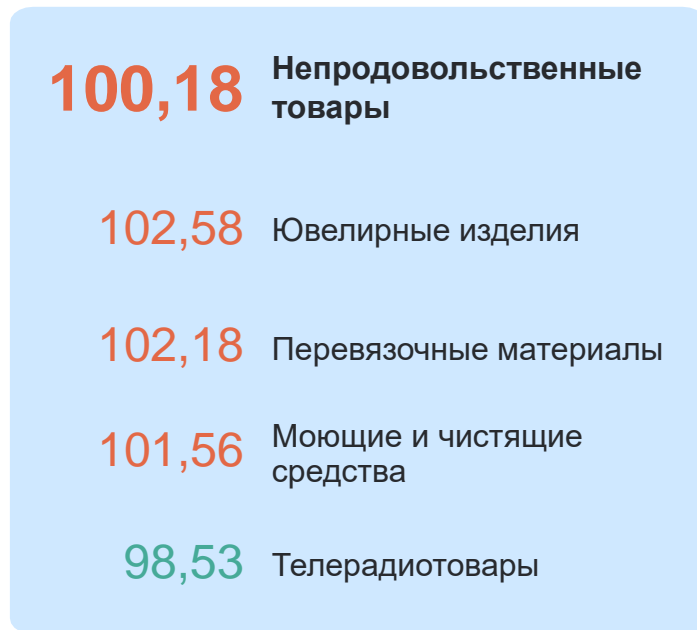 100,18 Непродовольственные
товары
102,58 Ювелирные изделия
102,18 Перевязочные материалы
101,56 Моющие и чистящие
средства
98,53 Телерадиотовары